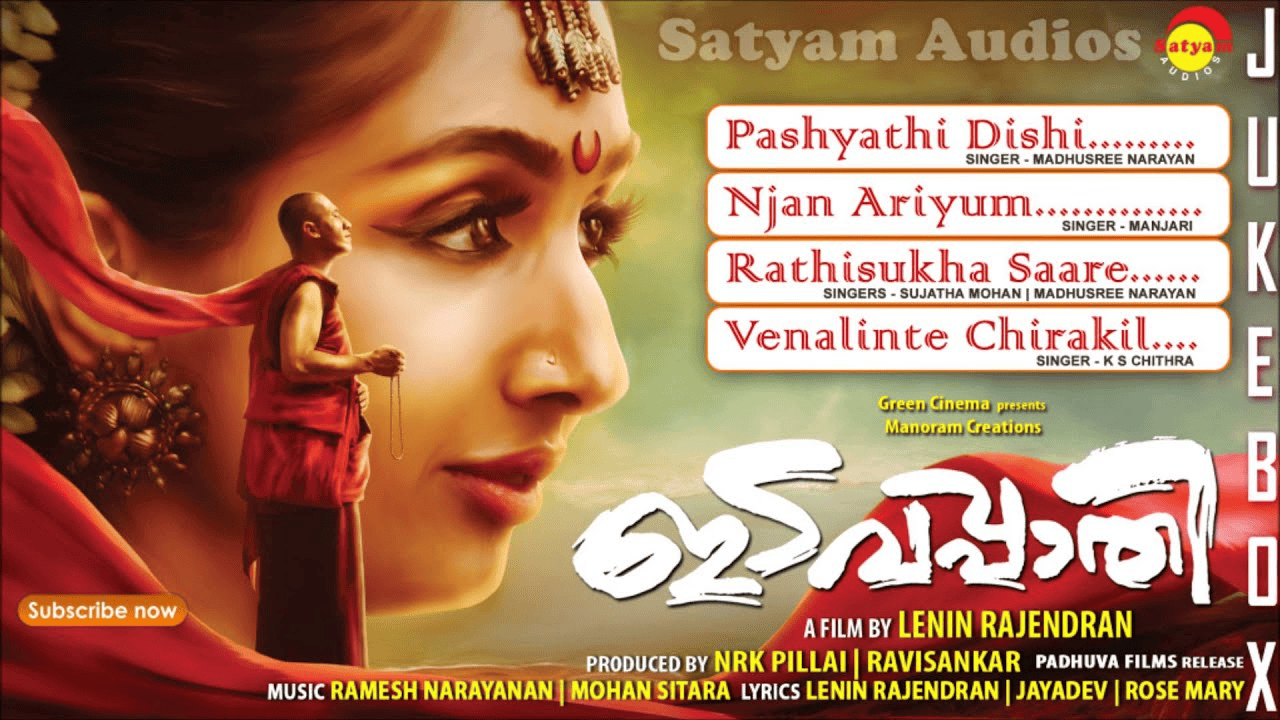 Satyam Audios
Satyam
AUDIOS
JUKEBOX
Pashyathi Dishi.........
SINGER - MADHUSREE NARAYAN
Njan Ariyum..............
SINGER - MANJARI
Rathisukha Saare......
SINGERS - SUJATHA MOHAN | MADHUSREE NARAYAN
Venalinte Chirakil....
SINGER - K S CHITHRA
Green Cinema presents
Manoram Creations
ഇടവപ്പാതി
Subscribe now
A FILM BY LENIN RAJENDRAN
PRODUCED BY NRK PILLAI | RAVISANKAR PADHUVA FILMS RELEASE
MUSIC RAMESH NARAYANAN | MOHAN SITARA LYRICS LENIN RAJENDRAN | JAYADEV | ROSE MARY